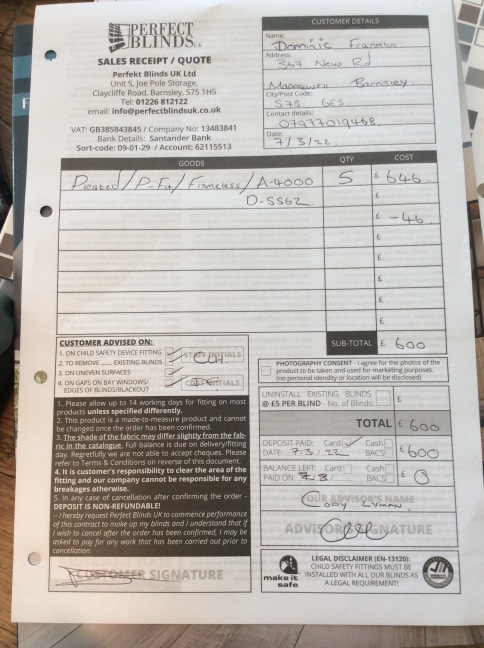 PERFECT
BLINDS UK
SALES RECEIPT / QUOTE
Perfekt Blinds UK Ltd
Unit 5, Joe Pole Storage,
Claycliffe Road, Barnsley, S75 1HS
Tel: 01226 812122
email: info@perfectblindsuk.co.uk
VAT: GB385843845 / Company No: 13483841
Bank Details: Santander Bank
Sort-code: 09-01-29 / Account: 62115513
CUSTOMER DETAILS
Name: Dominic Franklin
Address: 367 New Rd
Barnsley
City/Post Code: S75 6ES
Contact details: 07977019468
Date: 7/3/22
GOODS QTY COST
Pleated/P-Fit/Frameless/A-4000 5 £ 646
D-5562 £
£ -46
£
£
£
£
£
SUB-TOTAL £ 600
CUSTOMER ADVISED ON:
1. ON CHILD SAFETY DEVICE FITTING
2. TO REMOVE ....... EXISTING BLINDS
3. ON UNEVEN SURFACES
4. ON GAPS ON BAY WINDOWS/
EDGES OF BLINDS/BLACKOUT
PHOTOGRAPHY CONSENT - I agree for the photos of the
product to be taken and used for marketing purposes.
(no personal identity or location will be disclosed)
UNINSTALL EXISTING BLINDS
@ £5 PER BLIND No. of Blinds: £
TOTAL £ 600
DEPOSIT PAID: Card Cash
DATE: 7/3/22 BACS £ 600
BALANCE LEFT: Card Cash
PAID ON: BACS £ 0
OUR ADVISOR'S NAME
Cody Lyman
ADVISOR SIGNATURE
1. Please allow up to 14 working days for fitting on most
products unless specified differently.
2. This product is a made-to-measure product and cannot
be changed once the order has been confirmed.
3. The shade of the fabric may differ slightly from the fab-
ric in the catalogue. Full balance is due on delivery/fitting
day. Regretfully we are not able to accept cheques. Please
refer to Terms & Conditions on reverse of this document.
4. It is customer's responsibility to clear the area of the
fitting and our company cannot be responsible for any
breakages otherwise.
5. In any case of cancellation after confirming the order -
DEPOSIT IS NON-REFUNDABLE!
-- I hereby request Perfect Blinds UK to commence performance
of this contract to make up my blinds and I understand that if
I wish to cancel after the order has been confirmed, I may be
asked to pay for any work that has been carried out prior to
cancellation.
CUSTOMER SIGNATURE
make it
safe
LEGAL DISCLAIMER (EN-13120):
CHILD SAFETY FITTINGS MUST BE
INSTALLED WITH ALL OUR BLINDS AS
A LEGAL REQUIREMENT!